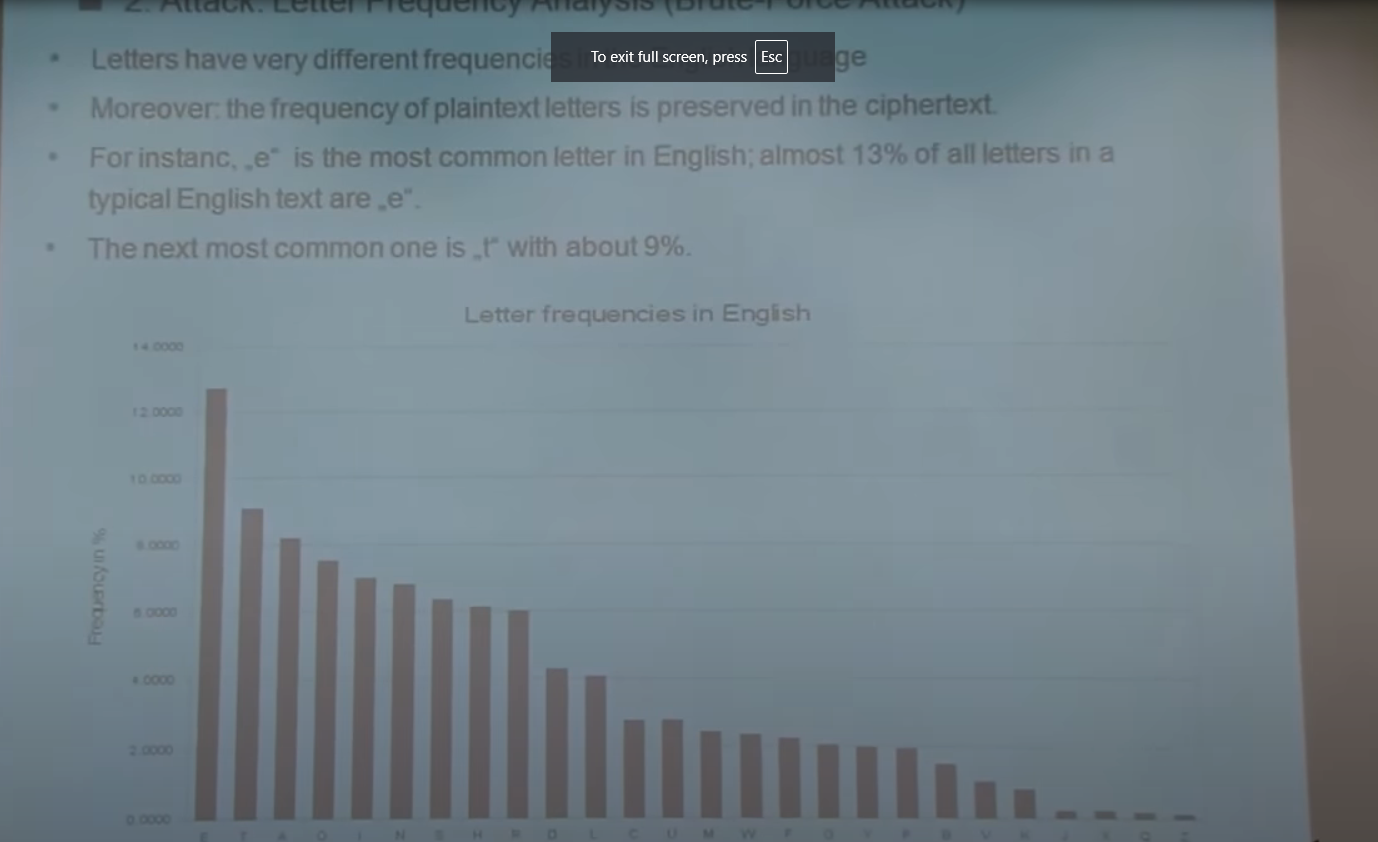 2. Attack: Letter Frequency Analysis (Brute-Force Attack)
To exit full screen, press Esc
• Letters have very different frequencies
• Moreover: the frequency of plaintext letters is preserved in the ciphertext.
• For instanc, „e“ is the most common letter in English; almost 13% of all letters in a
typical English text are „e“.
• The next most common one is „t“ with about 9%.
Letter frequencies in English
14.0000
12.0000
10.0000
8.0000
6.0000
4.0000
2.0000
0.0000
Frequency in %
E T A O I N S H R D L C U M W F G Y P B V K J X Q Z